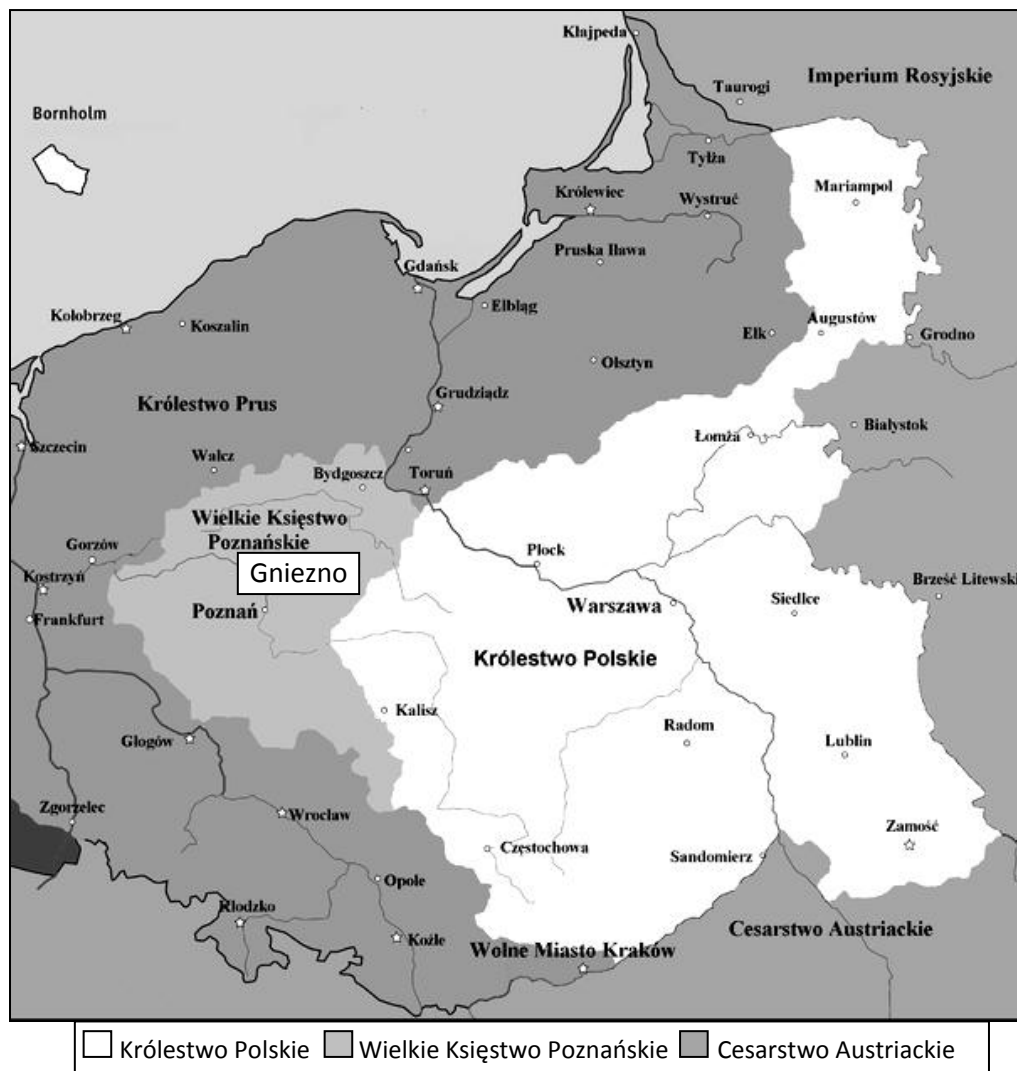 Kłajpeda
Imperium Rosyjskie
Taurogi
Bornholm
Tylża
Mariampol
Królewiec
Wystruć
Pruska Iława
Gdańsk
Elbląg
Kołobrzeg
Koszalin
Ełk
Augustów
Grodno
Olsztyn
Królestwo Prus
Grudziądz
Białystok
Łomża
Szczecin
Wałcz
Bydgoszcz
Toruń
Wielkie Księstwo
Poznańskie
Gorzów
Płock
Gniezno
Kostrzyń
Brześć Litewski
Poznań
Warszawa
Siedlce
Frankfurt
Królestwo Polskie
Kalisz
Głogów
Radom
Lublin
Zgorzelec
Wrocław
Zamość
Częstochowa
Sandomierz
Opole
Kłodzko
Koźle
Wolne Miasto Kraków
Cesarstwo Austriackie
Królestwo Polskie Wielkie Księstwo Poznańskie Cesarstwo Austriackie